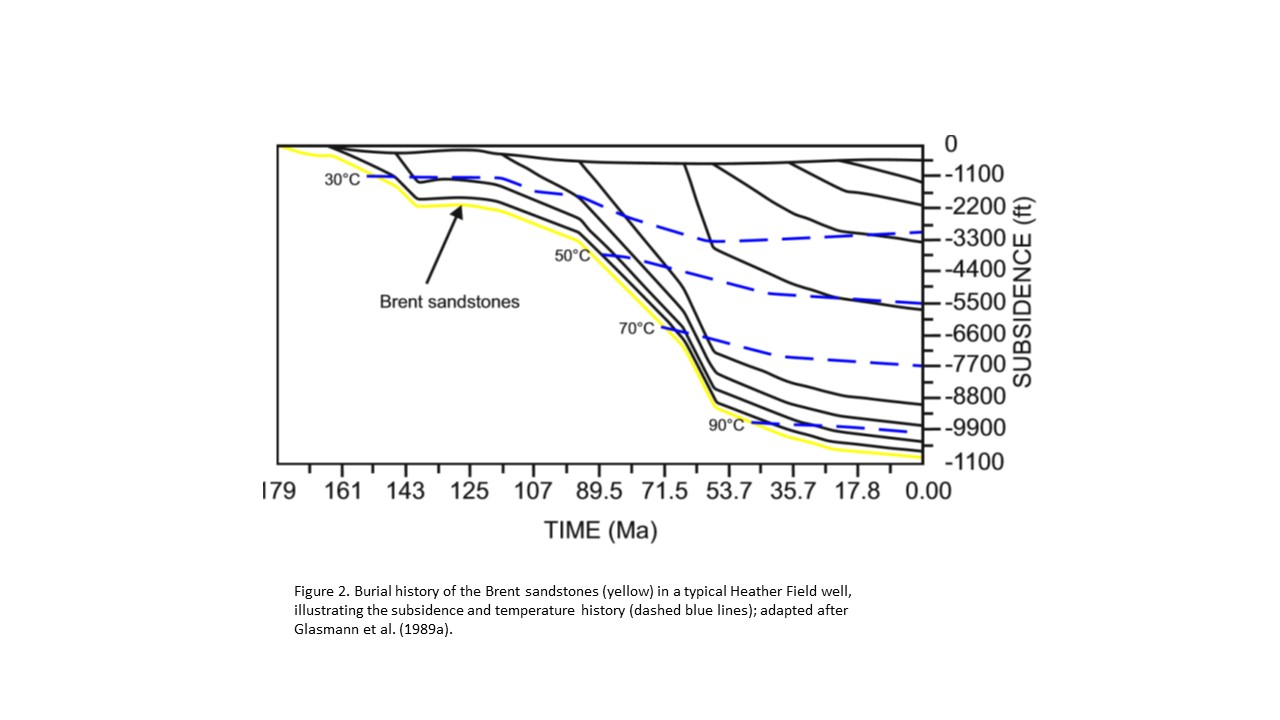 0
-1100
30°C
-2200
-3300
50°C
-4400
Brent sandstones
-5500
70°C
-6600
-7700
-8800
90°C
-9900
-1100
SUBSIDENCE (ft)
179 161 143 125 107 89.5 71.5 53.7 35.7 17.8 0.00
TIME (Ma)
Figure 2. Burial history of the Brent sandstones (yellow) in a typical Heather Field well,
illustrating the subsidence and temperature history (dashed blue lines); adapted after
Glasmann et al. (1989a).